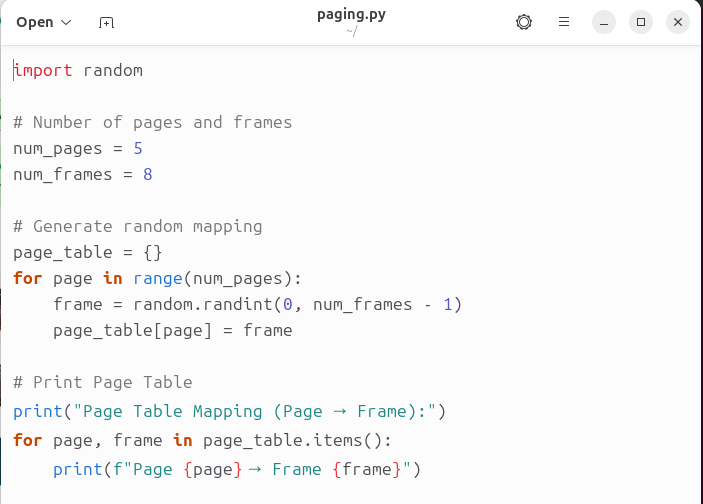 Open
paging.py
~/
import random

# Number of pages and frames
num_pages = 5
num_frames = 8

# Generate random mapping
page_table = {}
for page in range(num_pages):
    frame = random.randint(0, num_frames - 1)
    page_table[page] = frame

# Print Page Table
print("Page Table Mapping (Page → Frame):")
for page, frame in page_table.items():
    print(f"Page {page} → Frame {frame}")